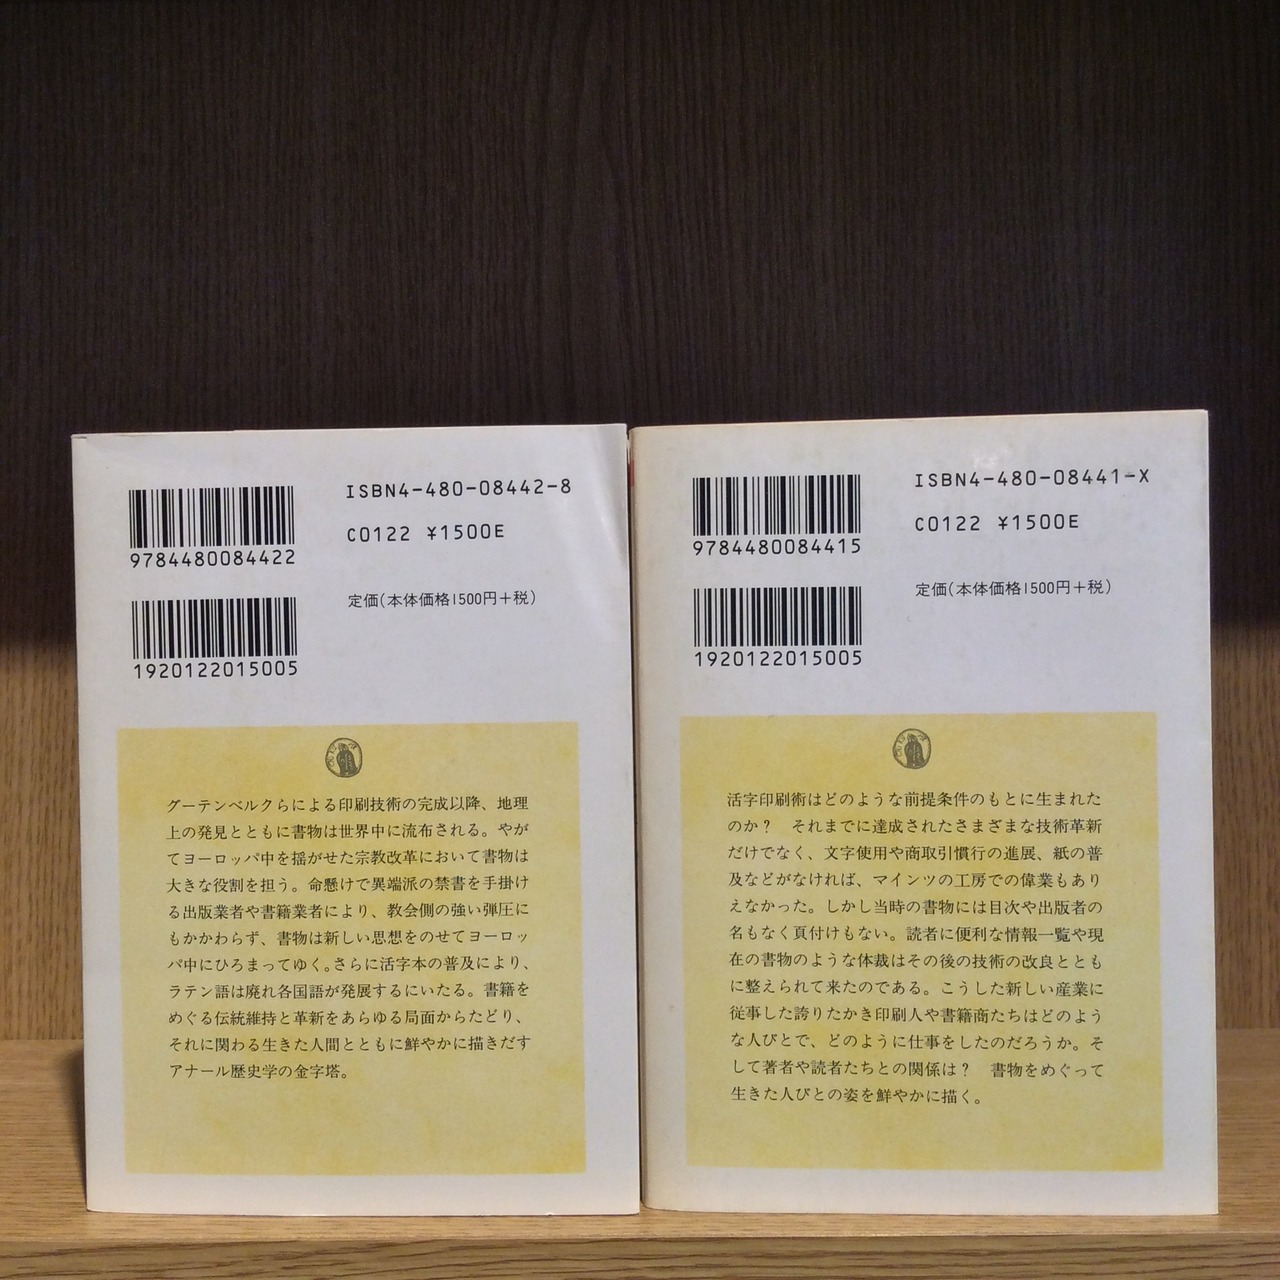 ISBN4-480-08442-8
C0122 ¥1500E
9784480084422
定価(本体価格1500円+税)
1920122015005
グーテンベルクらによる印刷技術の完成以降、地理
上の発見とともに書物は世界中に流布される。やが
てヨーロッパ中を揺がせた宗教改革において書物は
大きな役割を担う。命懸けで異端派の禁書を手掛け
る出版業者や書籍業者により、教会側の強い弾圧に
もかかわらず、書物は新しい思想をのせてヨーロッ
パ中にひろまってゆく。さらに活字本の普及により、
ラテン語は廃れ各国語が発展するにいたる。書籍を
めぐる伝統維持と革新をあらゆる局面からたどり、
それに関わる生きた人間とともに鮮やかに描きだす
アナール歴史学の金字塔。
ISBN4-480-08441-X
C0122 ¥1500E
9784480084415
定価(本体価格1500円+税)
1920122015005
活字印刷術はどのような前提条件のもとに生まれた
のか? それまでに達成されたさまざまな技術革新
だけでなく、文字使用や商取引慣行の進展、紙の普
及などがなければ、マインツの工房での偉業もあり
えなかった。しかし当時の書物には目次や出版者の
名もなく頁付けもない。読者に便利な情報一覧や現
在の書物のような体裁はその後の技術の改良ととも
に整えられて来たのである。こうした新しい産業に
従事した誇りたかき印刷人や書籍商たちはどのよう
な人びとで、どのように仕事をしたのだろうか。そ
して著者や読者たちとの関係は? 書物をめぐって
生きた人びとの姿を鮮やかに描く。